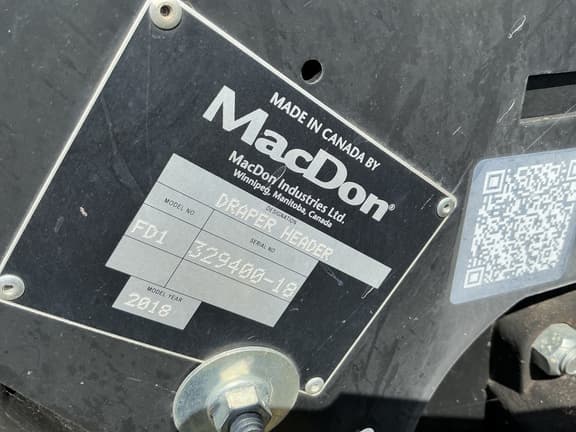 MADE IN CANADA BY
MacDon®
MacDon Industries Ltd.
Winnipeg, Manitoba, Canada
DESIGNATION
DRAPER HEADER
MODEL NO
SERIAL NO
FD1
329400-18
MODEL YEAR
2018